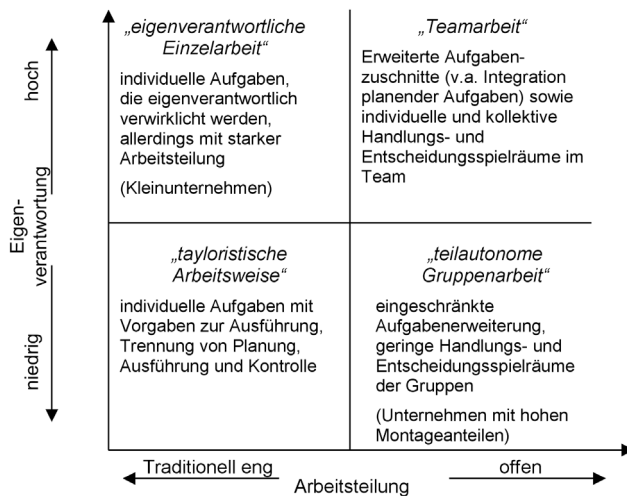 „eigenverantwortliche
Einzelarbeit“
individuelle Aufgaben,
die eigenverantwortlich
verwirklicht werden,
allerdings mit starker
Arbeitsteilung
(Kleinunternehmen)
„Teamarbeit“
Erweiterte Aufgaben-
zuschnitte (v.a. Integration
planender Aufgaben) sowie
individuelle und kollektive
Handlungs- und
Entscheidungsspielräume im
Team
hoch
Eigen-
verantwortung
niedrig
„tayloristische
Arbeitsweise“
individuelle Aufgaben mit
Vorgaben zur Ausführung,
Trennung von Planung,
Ausführung und Kontrolle
„teilautonome
Gruppenarbeit“
eingeschränkte
Aufgabenerweiterung,
geringe Handlungs- und
Entscheidungsspielräume
der Gruppen
(Unternehmen mit hohen
Montageanteilen)
Traditionell eng
Arbeitsteilung
offen